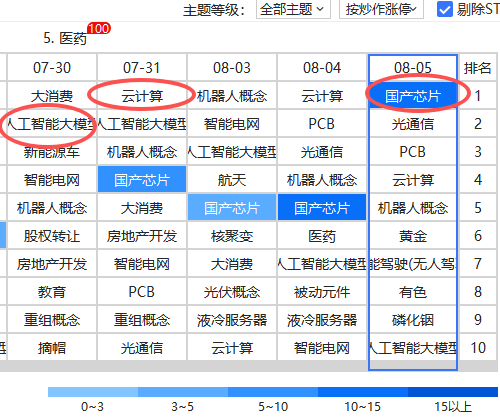 主题等级： 全部主题 按炒作涨停 剔除ST
5. 医药 100
07-30 07-31 08-03 08-04 08-05 排名
大消费 云计算 机器人概念 云计算 国产芯片 1
人工智能大模型 人工智能大模型 智能电网 PCB 光通信 2
新能源车 机器人概念 人工智能大模型 光通信 PCB 3
智能电网 国产芯片 航天 机器人概念 云计算 4
机器人概念 大消费 国产芯片 国产芯片 机器人概念 5
股权转让 房地产开发 核聚变 医药 黄金 6
房地产开发 智能电网 大消费 人工智能大模型 能驾驶(无人驾 7
教育 PCB 光伏概念 被动元件 有色 8
重组概念 重组概念 液冷服务器 液冷服务器 磷化铟 9
摘帽 光通信 云计算 智能电网 人工智能大模型 10
0~3 3~5 5~10 10~15 15以上